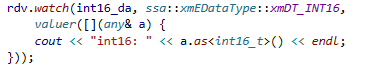 rdv.watch(int16_da, ssa::xmEDataType::xmDT_INT16,
valuer([](any& a) {
cout << "int16: " << a.as<int16_t>() << endl;
}));